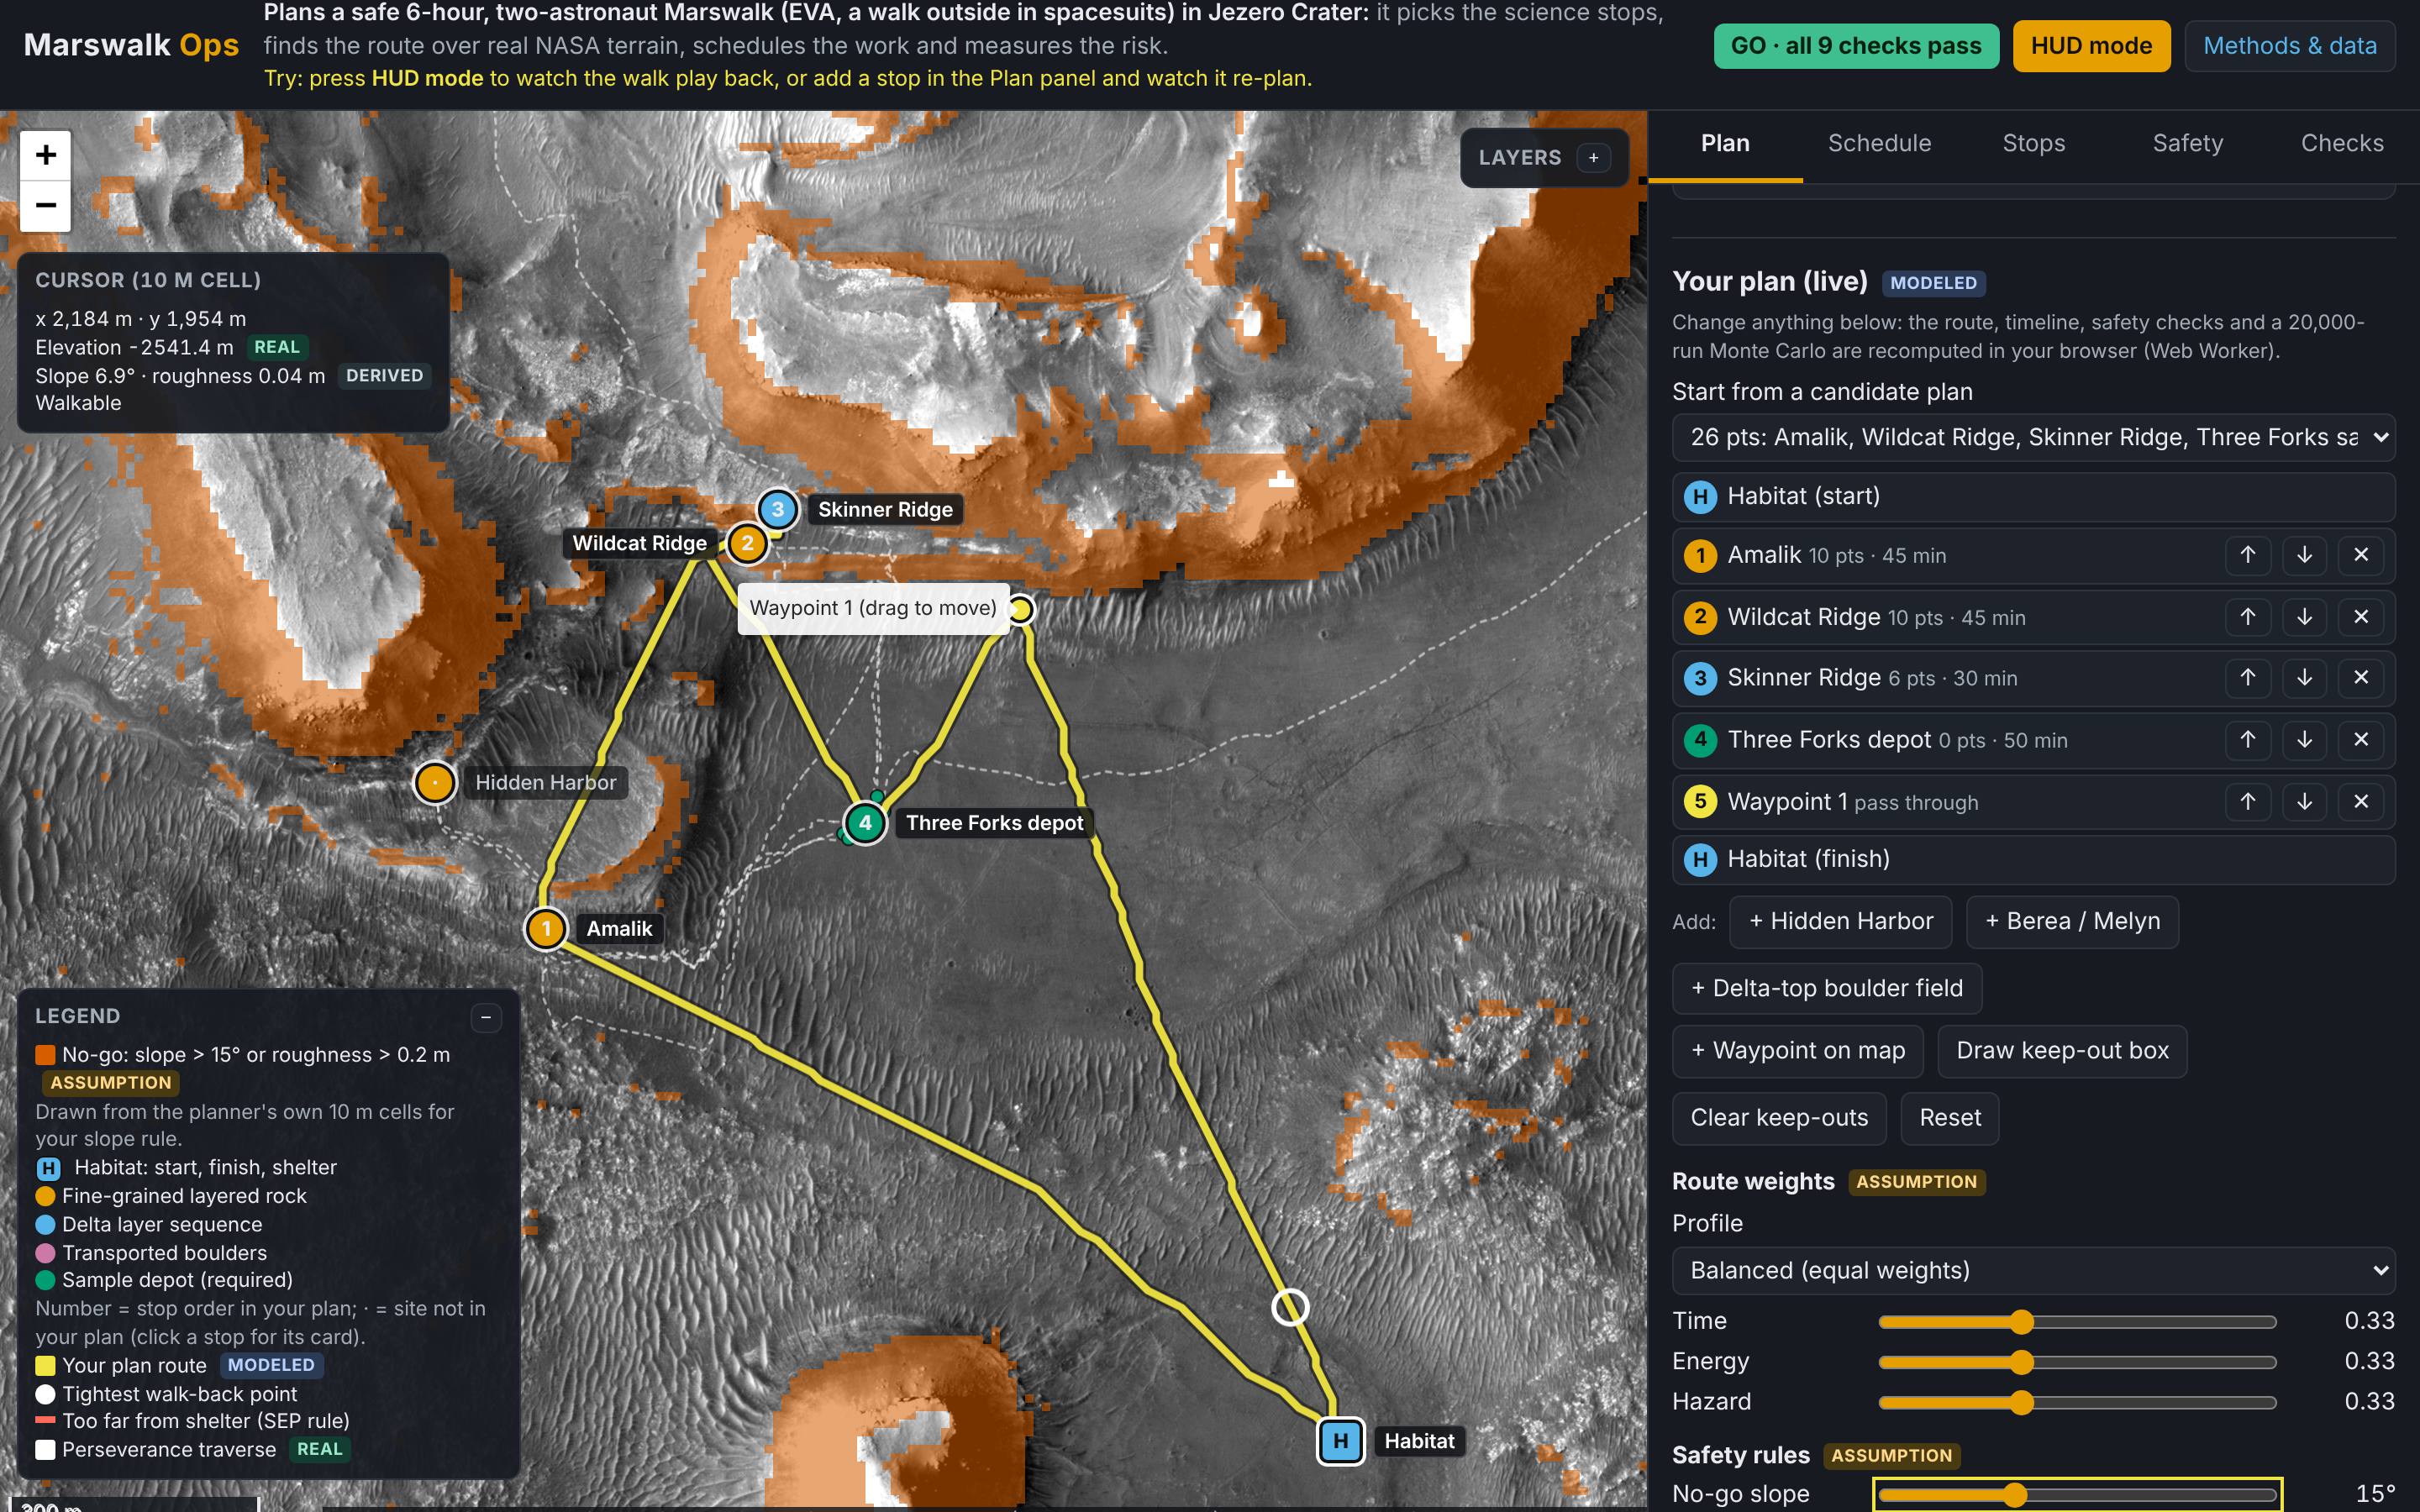 Marswalk Ops
Plans a safe 6-hour, two-astronaut Marswalk (EVA, a walk outside in spacesuits) in Jezero Crater: it picks the science stops,
finds the route over real NASA terrain, schedules the work and measures the risk.
Try: press HUD mode to watch the walk play back, or add a stop in the Plan panel and watch it re-plan.
GO · all 9 checks pass
HUD mode
Methods & data
+
−
LAYERS +
CURSOR (10 M CELL)
x 2,184 m · y 1,954 m
Elevation -2541.4 m REAL
Slope 6.9° · roughness 0.04 m DERIVED
Walkable
3 Skinner Ridge
Wildcat Ridge 2
Waypoint 1 (drag to move)
Hidden Harbor
4 Three Forks depot
1 Amalik
H Habitat
LEGEND −
No-go: slope > 15° or roughness > 0.2 m
ASSUMPTION
Drawn from the planner's own 10 m cells for
your slope rule.
H Habitat: start, finish, shelter
Fine-grained layered rock
Delta layer sequence
Transported boulders
Sample depot (required)
Number = stop order in your plan; · = site not in
your plan (click a stop for its card).
Your plan route MODELED
Tightest walk-back point
Too far from shelter (SEP rule)
Perseverance traverse REAL
300 m
Plan Schedule Stops Safety Checks
Your plan (live) MODELED
Change anything below: the route, timeline, safety checks and a 20,000-
run Monte Carlo are recomputed in your browser (Web Worker).
Start from a candidate plan
26 pts: Amalik, Wildcat Ridge, Skinner Ridge, Three Forks sa
H Habitat (start)
1 Amalik 10 pts · 45 min ↑ ↓ ✕
2 Wildcat Ridge 10 pts · 45 min ↑ ↓ ✕
3 Skinner Ridge 6 pts · 30 min ↑ ↓ ✕
4 Three Forks depot 0 pts · 50 min ↑ ↓ ✕
5 Waypoint 1 pass through ↑ ↓ ✕
H Habitat (finish)
Add: + Hidden Harbor + Berea / Melyn
+ Delta-top boulder field
+ Waypoint on map Draw keep-out box
Clear keep-outs Reset
Route weights ASSUMPTION
Profile
Balanced (equal weights)
Time 0.33
Energy 0.33
Hazard 0.33
Safety rules ASSUMPTION
No-go slope 15°